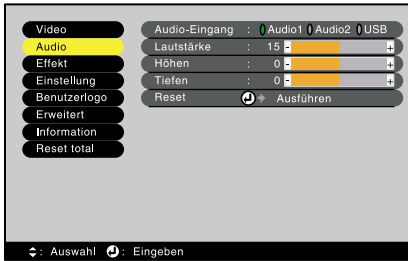 Video
Audio
Effekt
Einstellung
Benutzerlogo
Erweitert
Information
Reset total
Audio-Eingang : Audio1 Audio2 USB
Lautstärke : 15 - +
Höhen : 0 - +
Tiefen : 0 - +
Reset Ausführen
: Auswahl : Eingeben